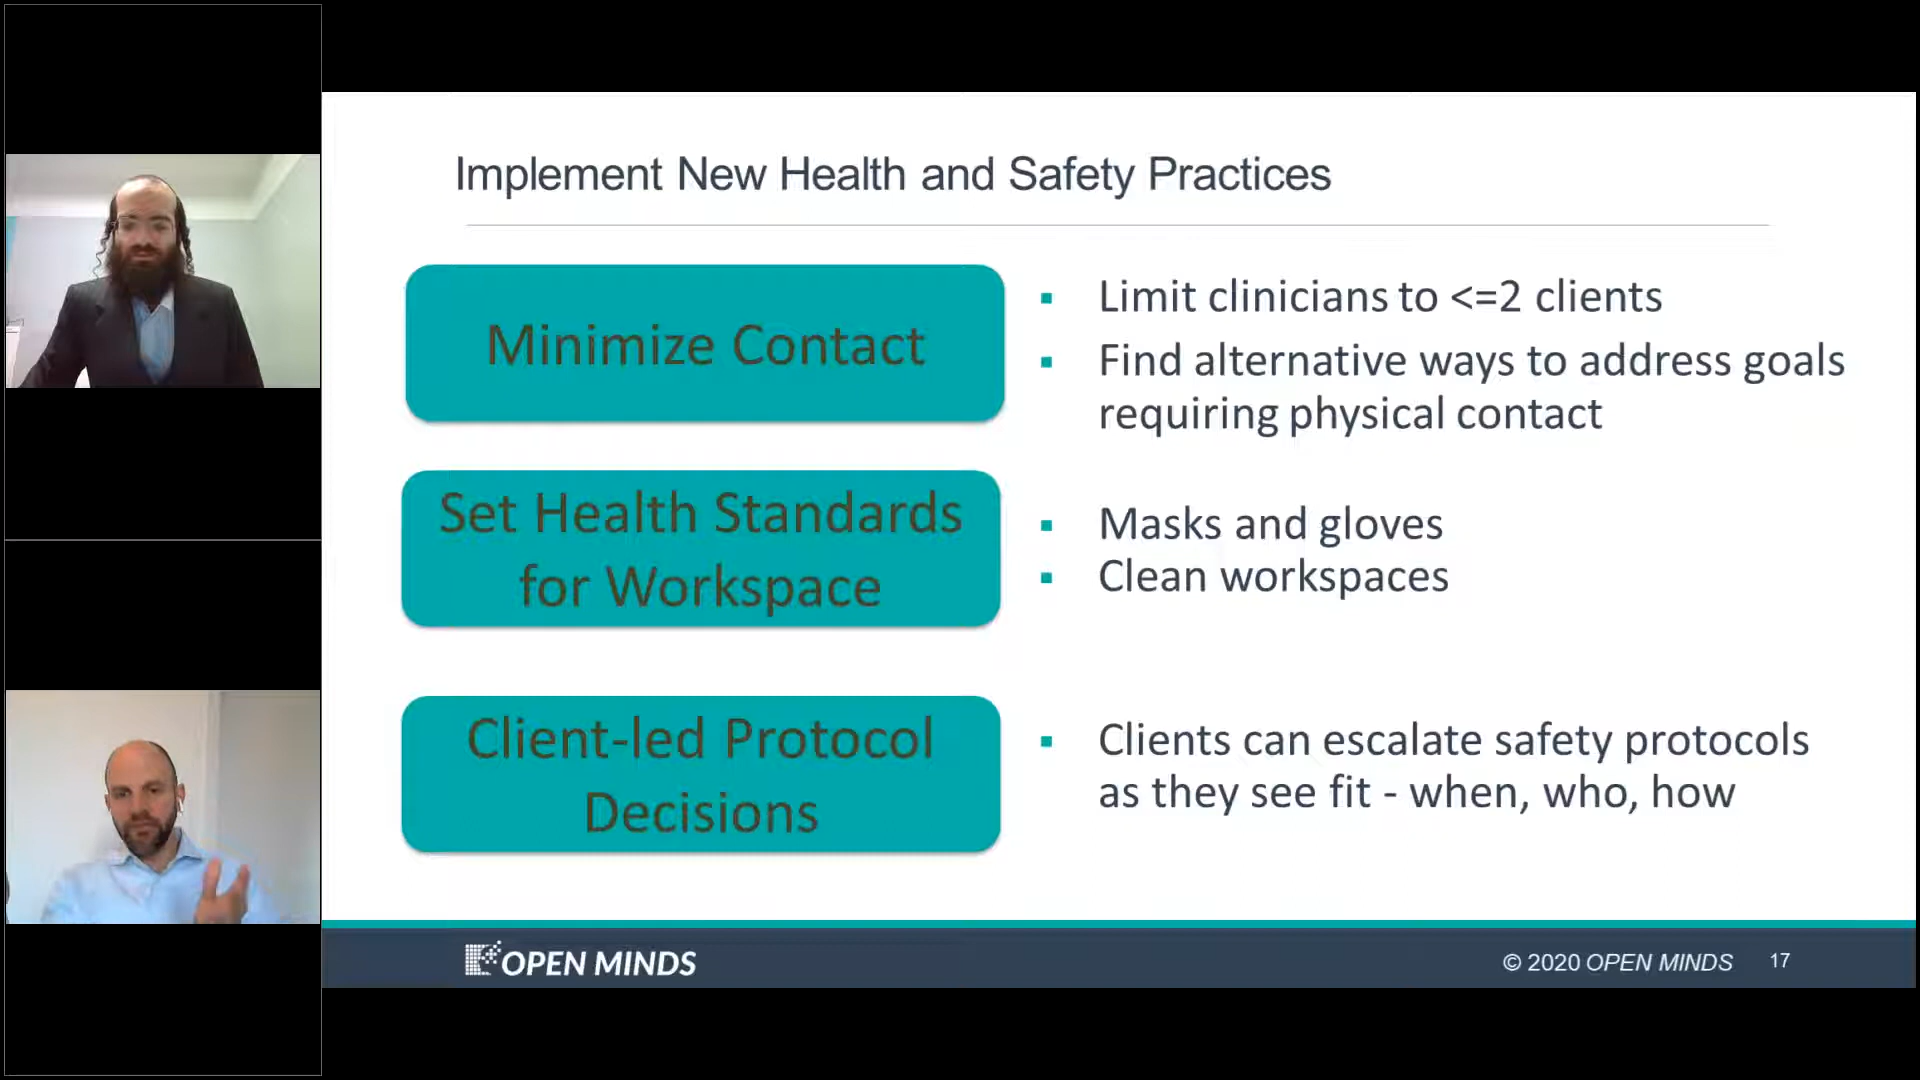 Implement New Health and Safety Practices
Minimize Contact
Limit clinicians to <=2 clients
Find alternative ways to address goals
requiring physical contact
Set Health Standards
for Workspace
Masks and gloves
Clean workspaces
Client-led Protocol
Decisions
Clients can escalate safety protocols
as they see fit - when, who, how
OPEN MINDS
© 2020 OPEN MINDS 17